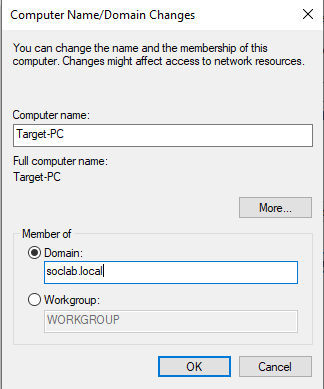 Computer Name/Domain Changes
You can change the name and the membership of this
computer. Changes might affect access to network resources.
Computer name:
Target-PC
Full computer name:
Target-PC
More...
Member of
Domain:
soclab.local
Workgroup:
WORKGROUP
OK
Cancel